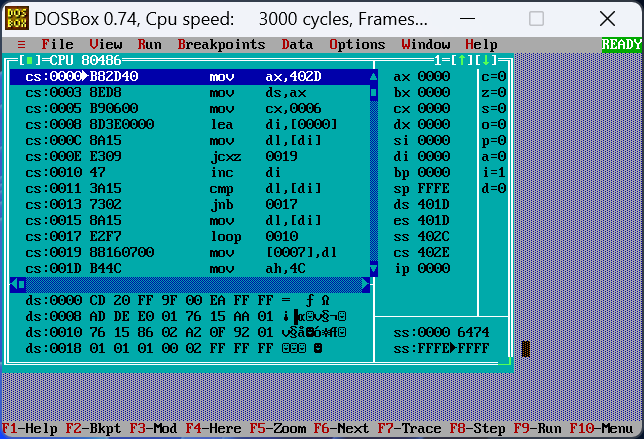 DOSBox 0.74, Cpu speed: 3000 cycles, Frames...
≡ File View Run Breakpoints Data Options Window Help READY
[■]=CPU 80486 1=[↑][↓]
cs:0000►B82D40 mov ax,402D ax 0000 c=0
cs:0003 8ED8 mov ds,ax bx 0000 z=0
cs:0005 B90600 mov cx,0006 cx 0000 s=0
cs:0008 8D3E0000 lea di,[0000] dx 0000 o=0
cs:000C 8A15 mov dl,[di] si 0000 p=0
cs:000E E309 jcxz 0019 di 0000 a=0
cs:0010 47 inc di bp 0000 i=1
cs:0011 3A15 cmp dl,[di] sp FFFE d=0
cs:0013 7302 jnb 0017 ds 401D
cs:0015 8A15 mov dl,[di] es 401D
cs:0017 E2F7 loop 0010 ss 402C
cs:0019 88160700 mov [0007],dl cs 402E
cs:001D B44C mov ah,4C ip 0000
ds:0000 CD 20 FF 9F 00 EA FF FF = ƒ Ω
ds:0008 AD DE E0 01 76 15 AA 01
ds:0010 76 15 86 02 A2 0F 92 01 ss:0000 6474
ds:0018 01 01 01 00 02 FF FF FF ss:FFFE►FFFF
F1-Help F2-Bkpt F3-Mod F4-Here F5-Zoom F6-Next F7-Trace F8-Step F9-Run F10-Menu